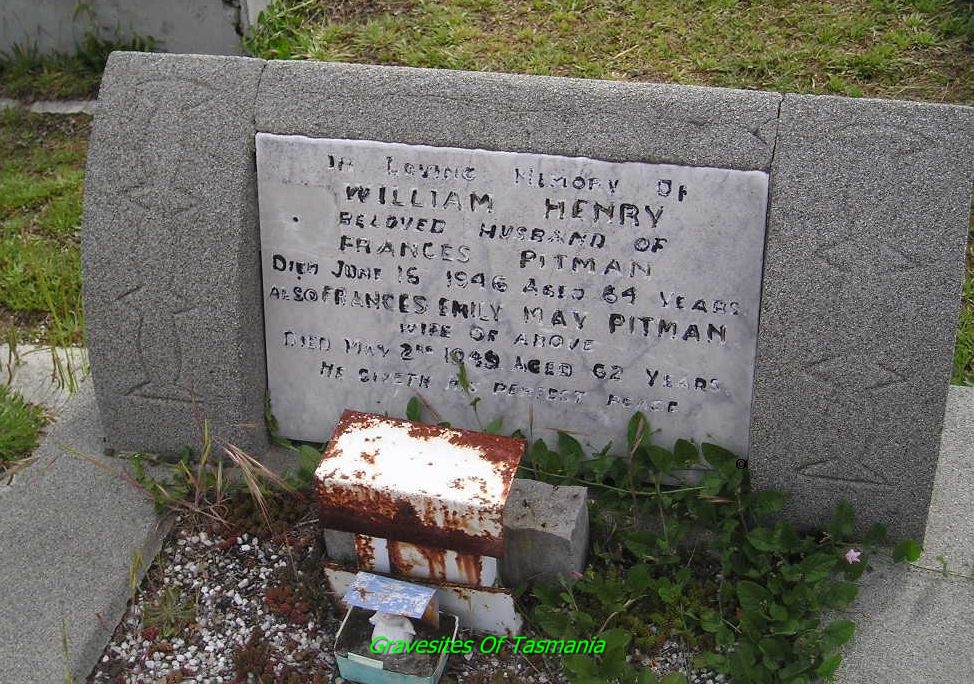 In Loving Memory Of
William Henry
Beloved Husband Of
Frances Pitman
Died June 16 1946 Aged 64 Years
Also Frances Emily May Pitman
Wife Of Above
Died May 2nd 1949 Aged 62 Years
He Giveth His Perfect Peace
Gravesites Of Tasmania